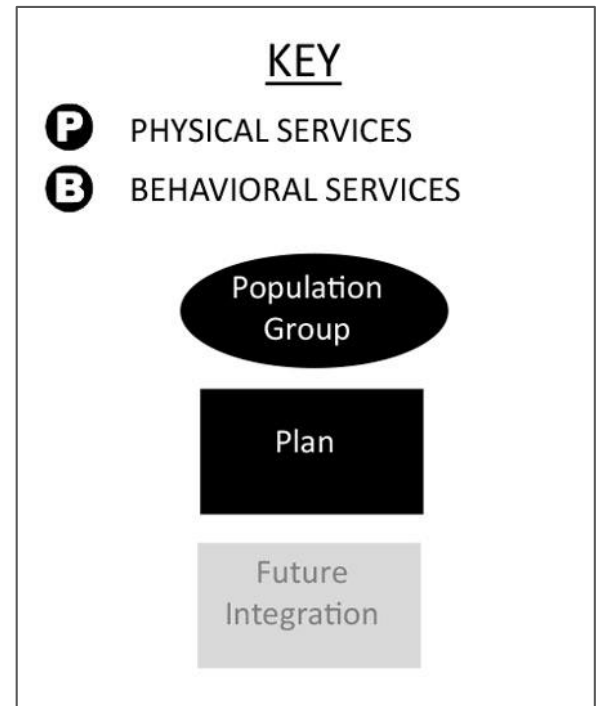 KEY
P PHYSICAL SERVICES
B BEHAVIORAL SERVICES
Population
Group
Plan
Future
Integration